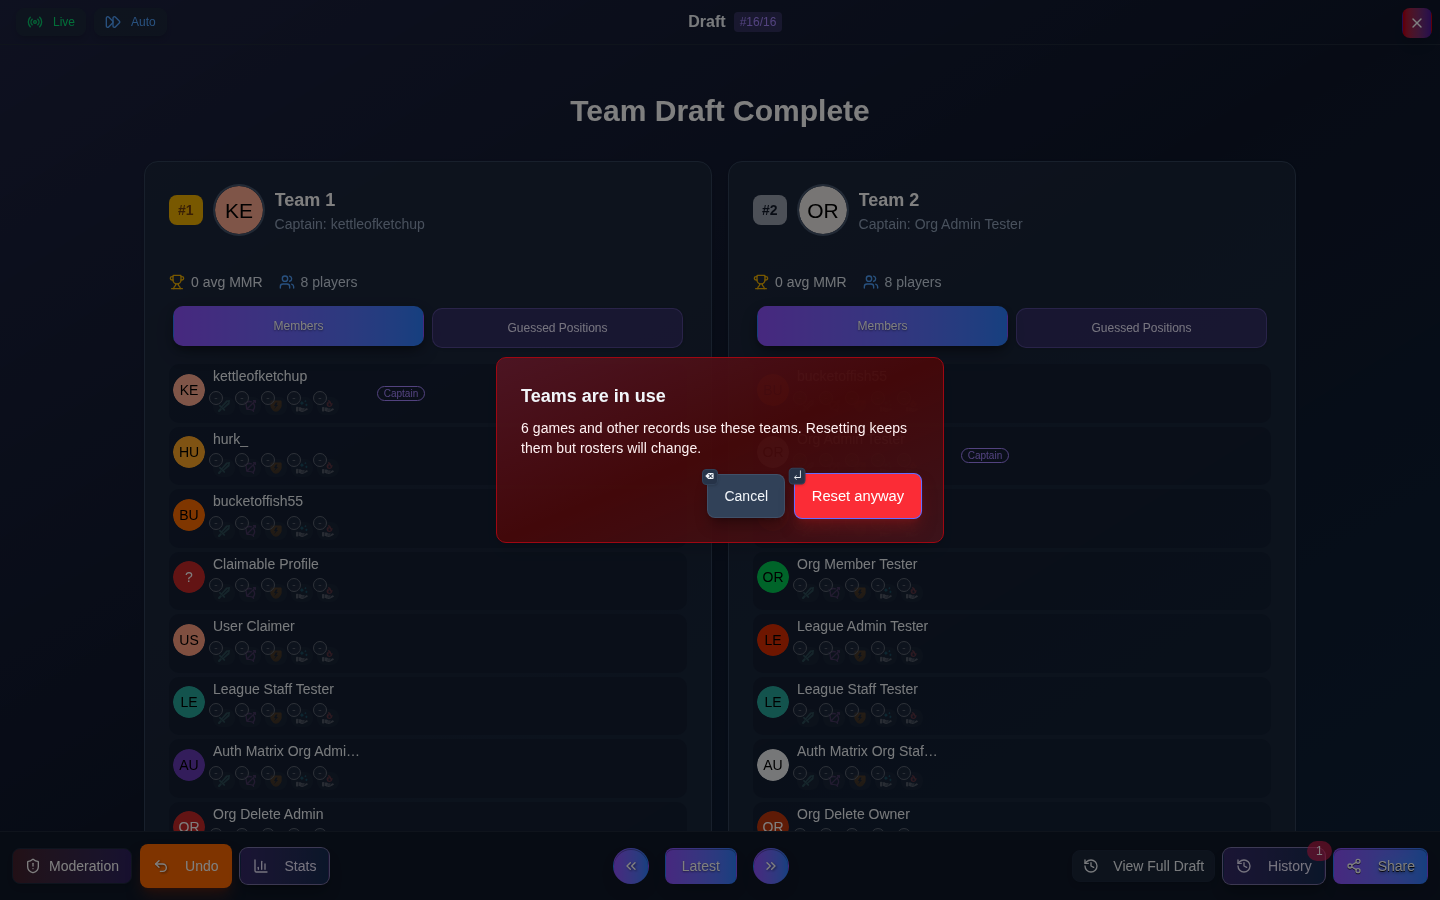 Live
Auto
Draft
#16/16
Team Draft Complete
#1
KE
Team 1
Captain: kettleofketchup
0 avg MMR
8 players
Members
Guessed Positions
KE
kettleofketchup
Captain
HU
hurk_
BU
bucketoffish55
?
Claimable Profile
US
User Claimer
LE
League Staff Tester
AU
Auth Matrix Org Admi…
OR
Org Delete Admin
#2
OR
Team 2
Captain: Org Admin Tester
0 avg MMR
8 players
Members
Guessed Positions
bucketoffish55
OR
Captain
OR
Org Member Tester
LE
League Admin Tester
LE
League Staff Tester
AU
Auth Matrix Org Staf…
OR
Org Delete Owner
Teams are in use
6 games and other records use these teams. Resetting keeps
them but rosters will change.
Cancel
Reset anyway
Moderation
Undo
Stats
Latest
View Full Draft
History
1
Share